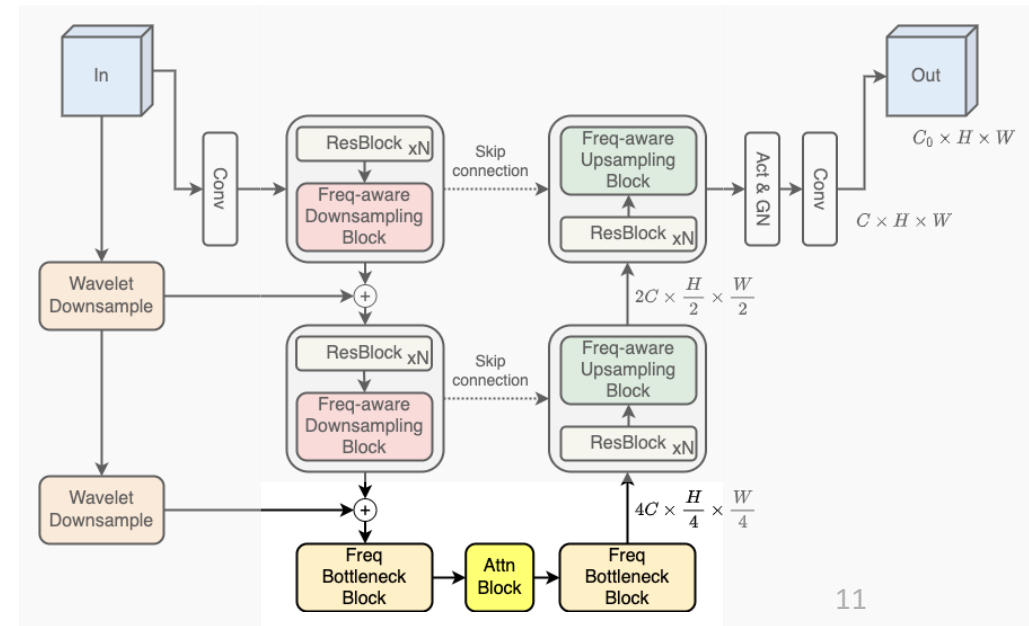 In
Out
C₀ × H × W
Conv
ResBlock xN
Freq-aware
Downsampling
Block
Skip
connection
Freq-aware
Upsampling
Block
ResBlock xN
Act & GN
Conv
C × H × W
Wavelet
Downsample
+
2C × H/2 × W/2
ResBlock xN
Freq-aware
Downsampling
Block
Skip
connection
Freq-aware
Upsampling
Block
ResBlock xN
Wavelet
Downsample
+
4C × H/4 × W/4
Freq
Bottleneck
Block
Attn
Block
Freq
Bottleneck
Block
11